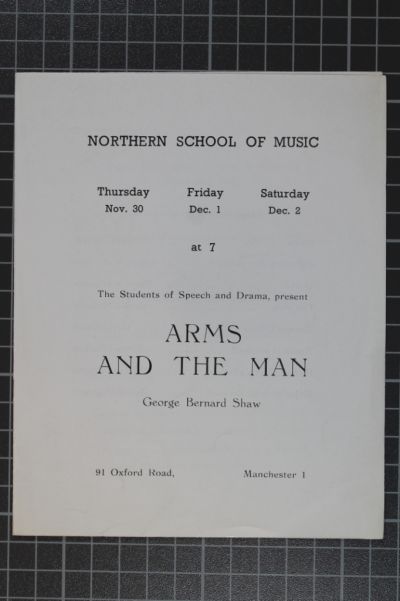 NORTHERN SCHOOL OF MUSIC
Thursday Friday Saturday
Nov. 30 Dec. 1 Dec. 2
at 7
The Students of Speech and Drama, present
ARMS
AND THE MAN
George Bernard Shaw
91 Oxford Road, Manchester 1